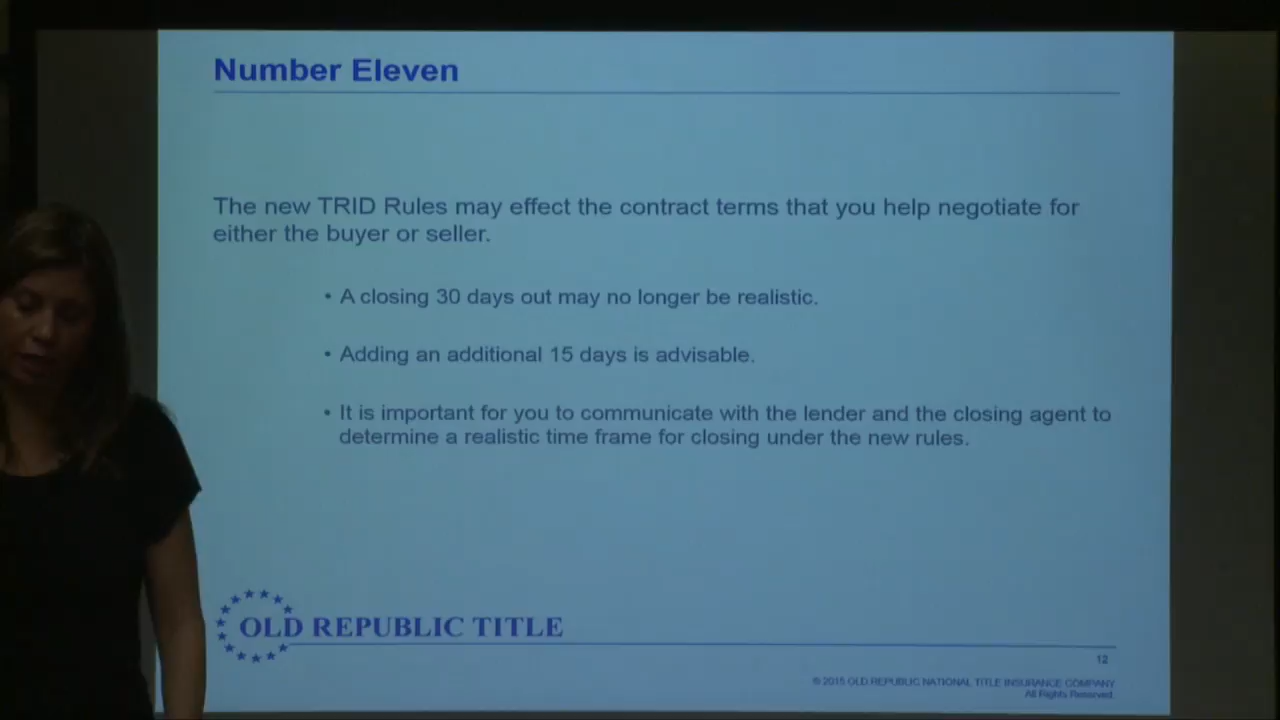 Number Eleven
The new TRID Rules may effect the contract terms that you help negotiate for
either the buyer or seller.
• A closing 30 days out may no longer be realistic.
• Adding an additional 15 days is advisable.
• It is important for you to communicate with the lender and the closing agent to
determine a realistic time frame for closing under the new rules.
OLD REPUBLIC TITLE
12
© 2015 OLD REPUBLIC NATIONAL TITLE INSURANCE COMPANY
All Rights Reserved